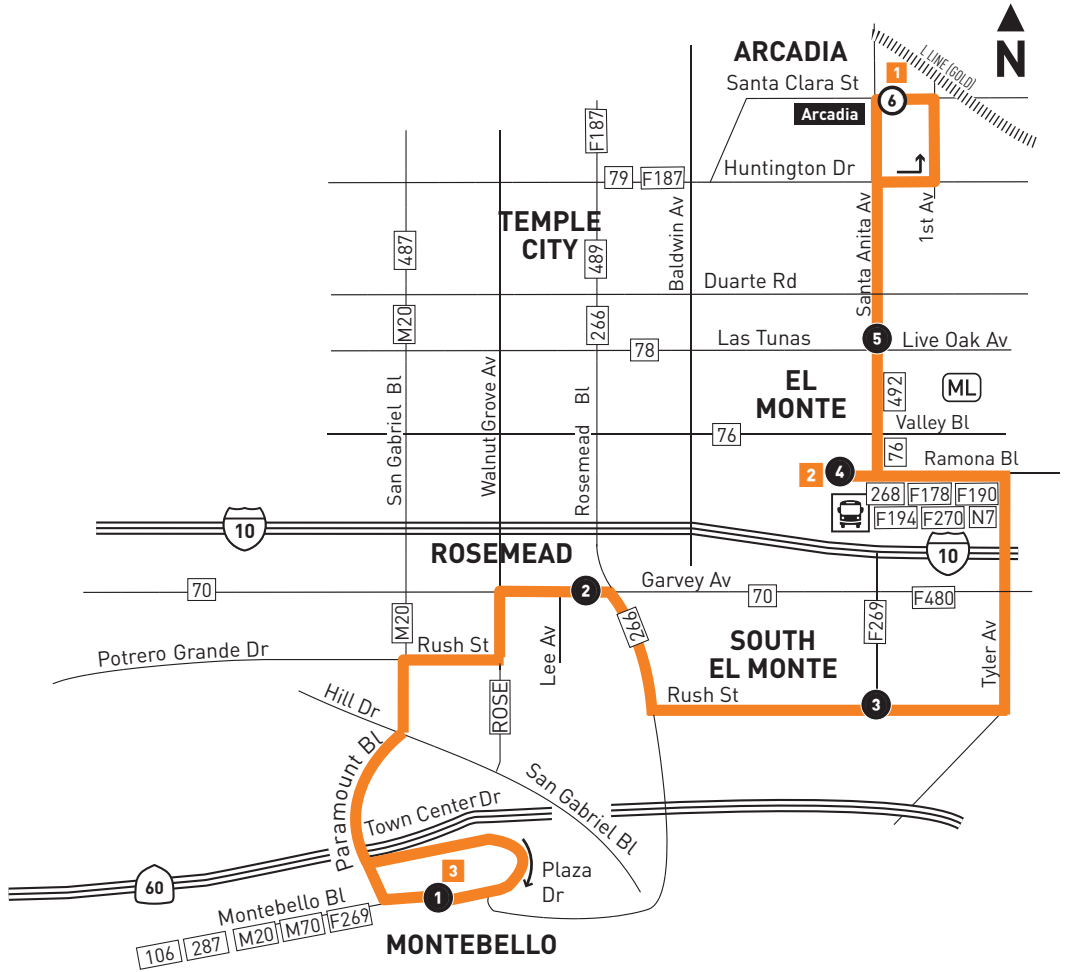 ARCADIA
N
L LINE (GOLD)
1
Santa Clara St
6
Arcadia
F187
Huntington Dr
79
F187
TEMPLE
CITY
Baldwin Av
Santa Anita Av
1st Av
487
489
Duarte Rd
M20
266
5
Las Tunas
Live Oak Av
78
EL
MONTE
492
ML
San Gabriel Bl
Walnut Grove Av
Rosemead Bl
Valley Bl
76
76
Ramona Bl
2
4
268
F178
F190
F194
F270
N7
10
10
ROSEMEAD
Garvey Av
70
2
70
F480
M20
266
F269
Rush St
Lee Av
SOUTH
EL MONTE
Tyler Av
Potrero Grande Dr
Rush St
3
Hill Dr
ROSE
Paramount Bl
San Gabriel Bl
Town Center Dr
3
Plaza
Dr
60
1
Montebello Bl
106
287
M20
M70
F269
MONTEBELLO